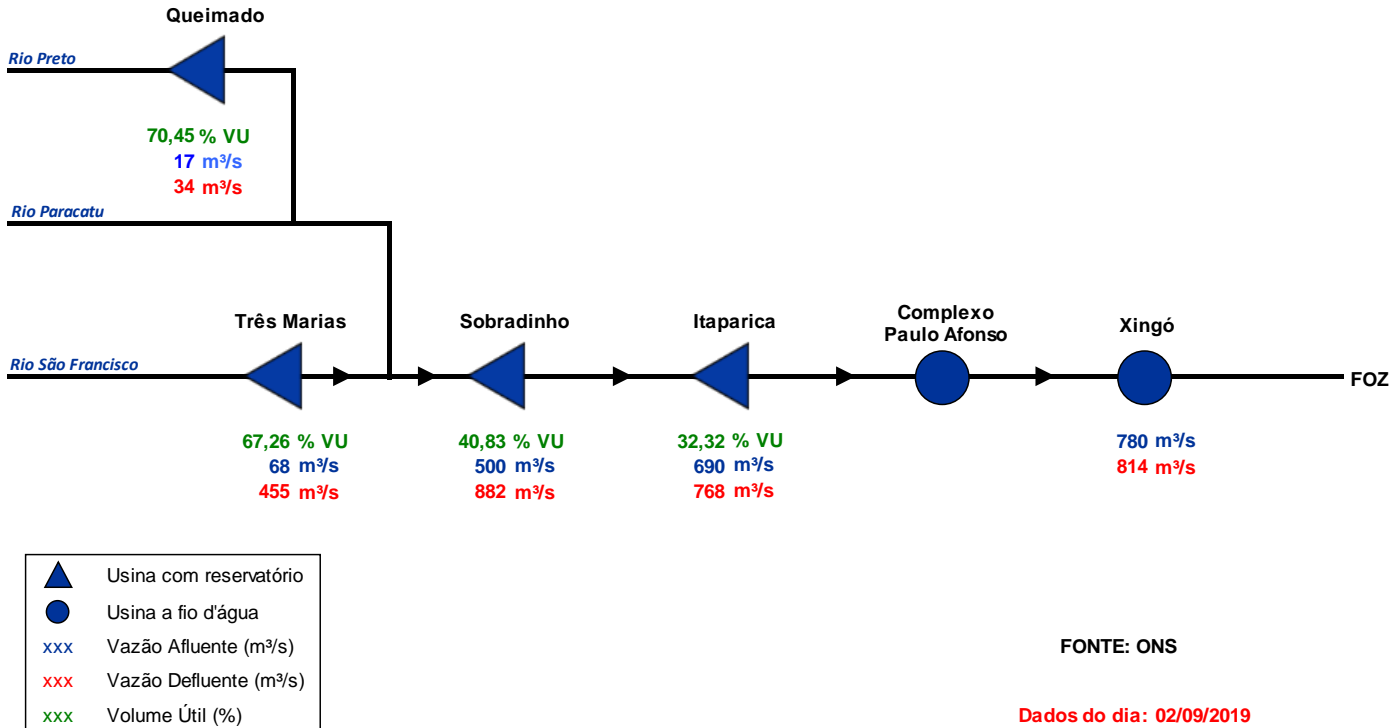 Queimado
Rio Preto
70,45 % VU
17 m³/s
34 m³/s
Rio Paracatu
Três Marias
Sobradinho
Itaparica
Complexo
Paulo Afonso
Xingó
Rio São Francisco
FOZ
67,26 % VU
68 m³/s
455 m³/s
40,83 % VU
500 m³/s
882 m³/s
32,32 % VU
690 m³/s
768 m³/s
780 m³/s
814 m³/s
Usina com reservatório
Usina a fio d'água
xxx Vazão Afluente (m³/s)
xxx Vazão Defluente (m³/s)
xxx Volume Útil (%)
FONTE: ONS
Dados do dia: 02/09/2019